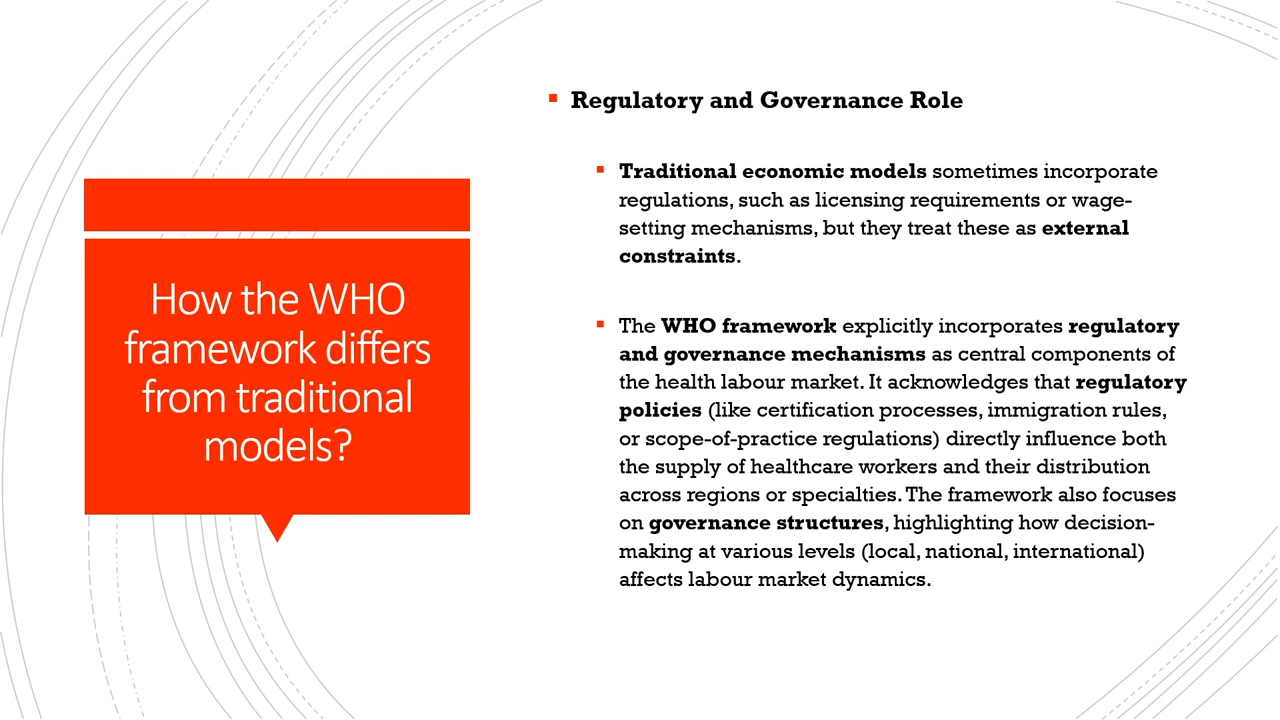 How the WHO
framework differs
from traditional
models?
Regulatory and Governance Role
Traditional economic models sometimes incorporate
regulations, such as licensing requirements or wage-
setting mechanisms, but they treat these as external
constraints.
The WHO framework explicitly incorporates regulatory
and governance mechanisms as central components of
the health labour market. It acknowledges that regulatory
policies (like certification processes, immigration rules,
or scope-of-practice regulations) directly influence both
the supply of healthcare workers and their distribution
across regions or specialties. The framework also focuses
on governance structures, highlighting how decision-
making at various levels (local, national, international)
affects labour market dynamics.